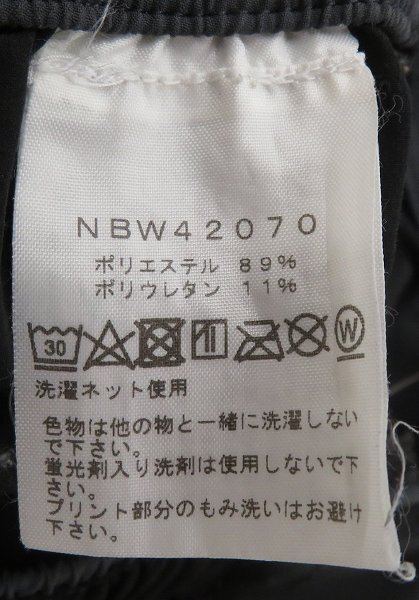 NBW42070
ポリエステル 89%
ポリウレタン 11%
30 W
洗濯ネット使用
色物は他の物と一緒に洗濯しない
で下さい。
蛍光剤入り洗剤は使用しないで下
さい。
プリント部分のもみ洗いはお避け
下さい。